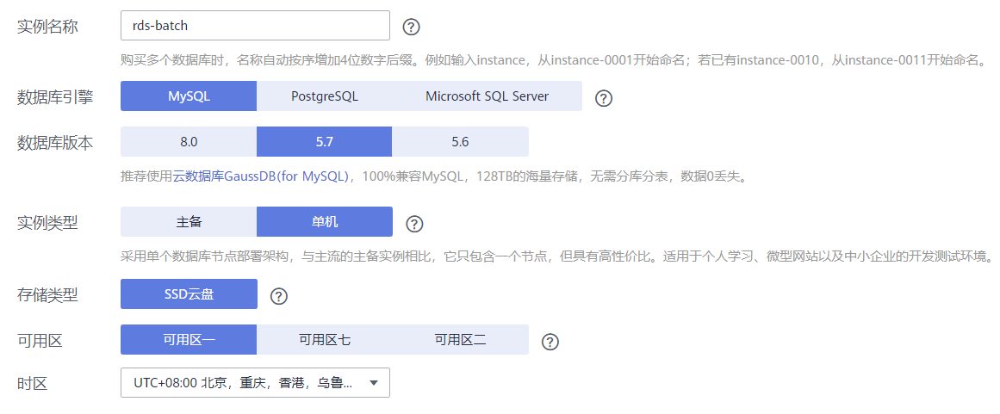 实例名称 rds-batch ?
购买多个数据库时，名称自动按序增加4位数字后缀。例如输入instance，从instance-0001开始命名；若已有instance-0010，从instance-0011开始命名。
数据库引擎 MySQL PostgreSQL Microsoft SQL Server ?
数据库版本 8.0 5.7 5.6
推荐使用云数据库GaussDB(for MySQL)，100%兼容MySQL，128TB的海量存储，无需分库分表，数据0丢失。
实例类型 主备 单机 ?
采用单个数据库节点部署架构，与主流的主备实例相比，它只包含一个节点，但具有高性价比。适用于个人学习、微型网站以及中小企业的开发测试环境。
存储类型 SSD云盘 ?
可用区 可用区一 可用区七 可用区二 ?
时区 UTC+08:00 北京，重庆，香港，乌鲁...